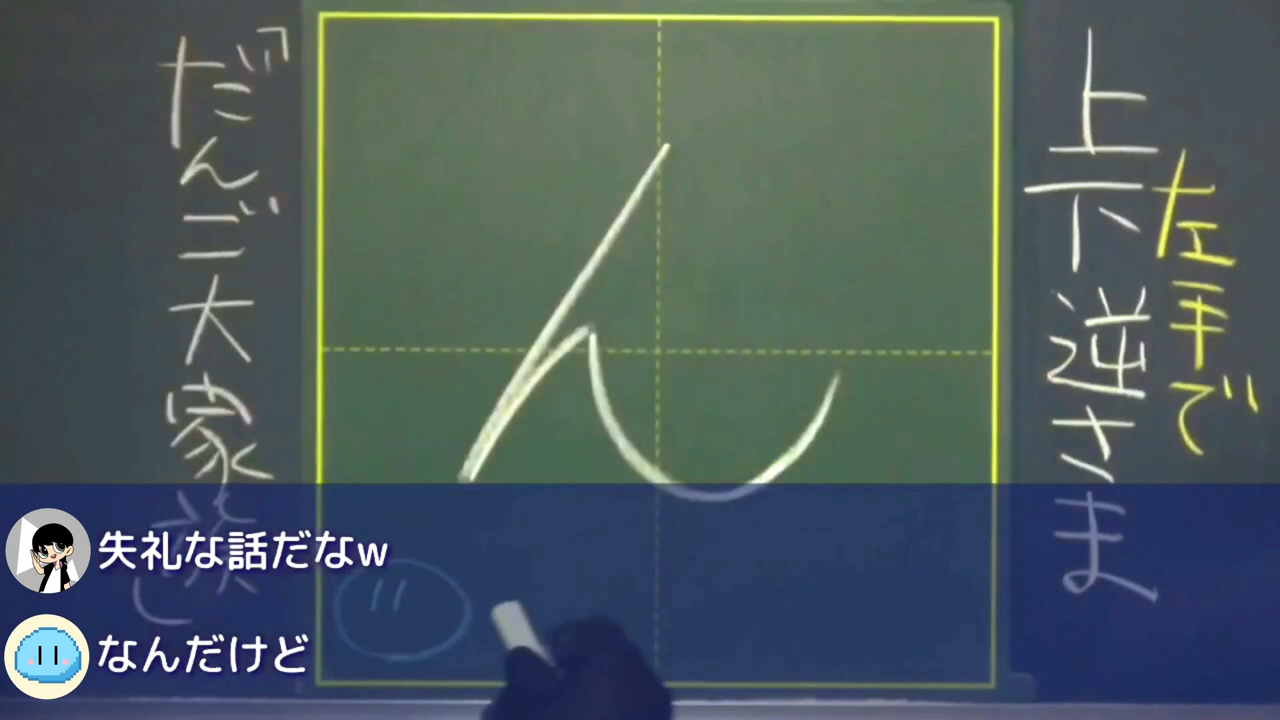 左手で
上下逆さま
ん
「だんご大家族」
失礼な話だなw
なんだけど